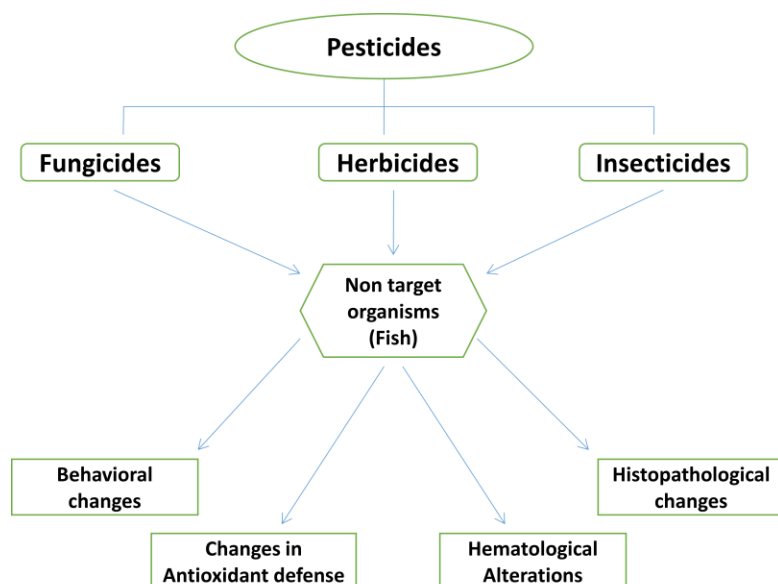 Pesticides
Fungicides
Herbicides
Insecticides
Non target
organisms
(Fish)
Behavioral
changes
Histopathological
changes
Changes in
Antioxidant defense
Hematological
Alterations